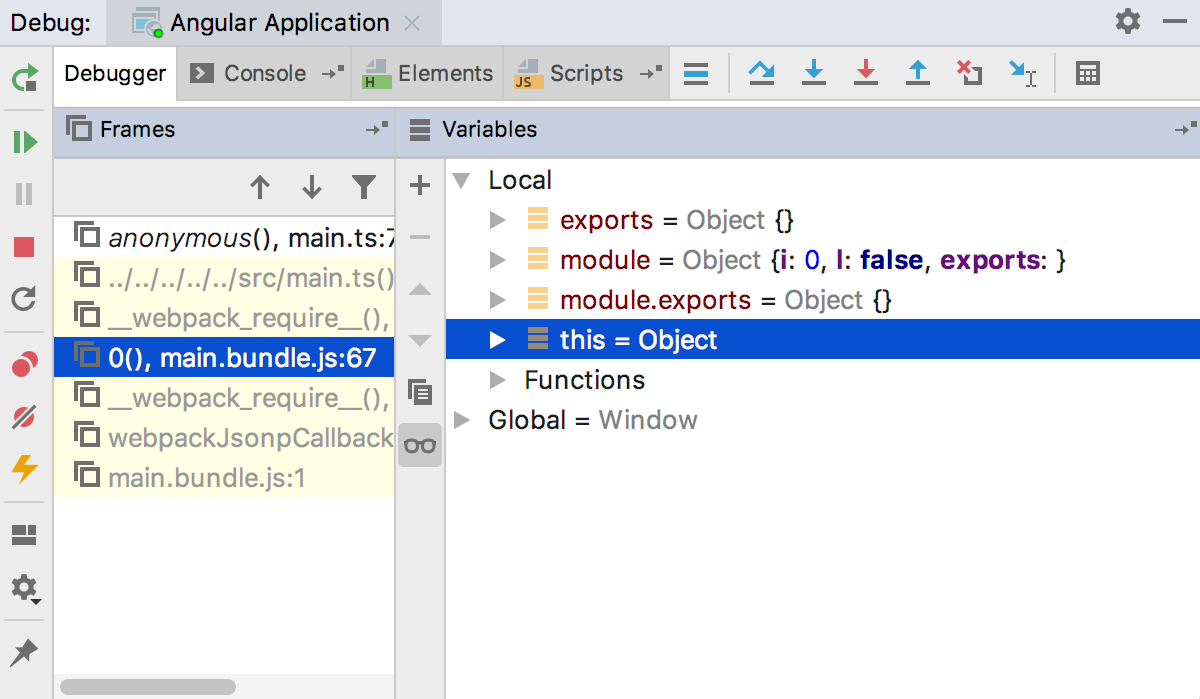 Debug: Angular Application
Debugger Console Elements Scripts
Frames
Variables
anonymous(), main.ts:7
../../../../../src/main.ts()
__webpack_require__(),
0(), main.bundle.js:67
__webpack_require__(),
webpackJsonpCallback
main.bundle.js:1
Local
exports = Object {}
module = Object {i: 0, l: false, exports: }
module.exports = Object {}
this = Object
Functions
Global = Window